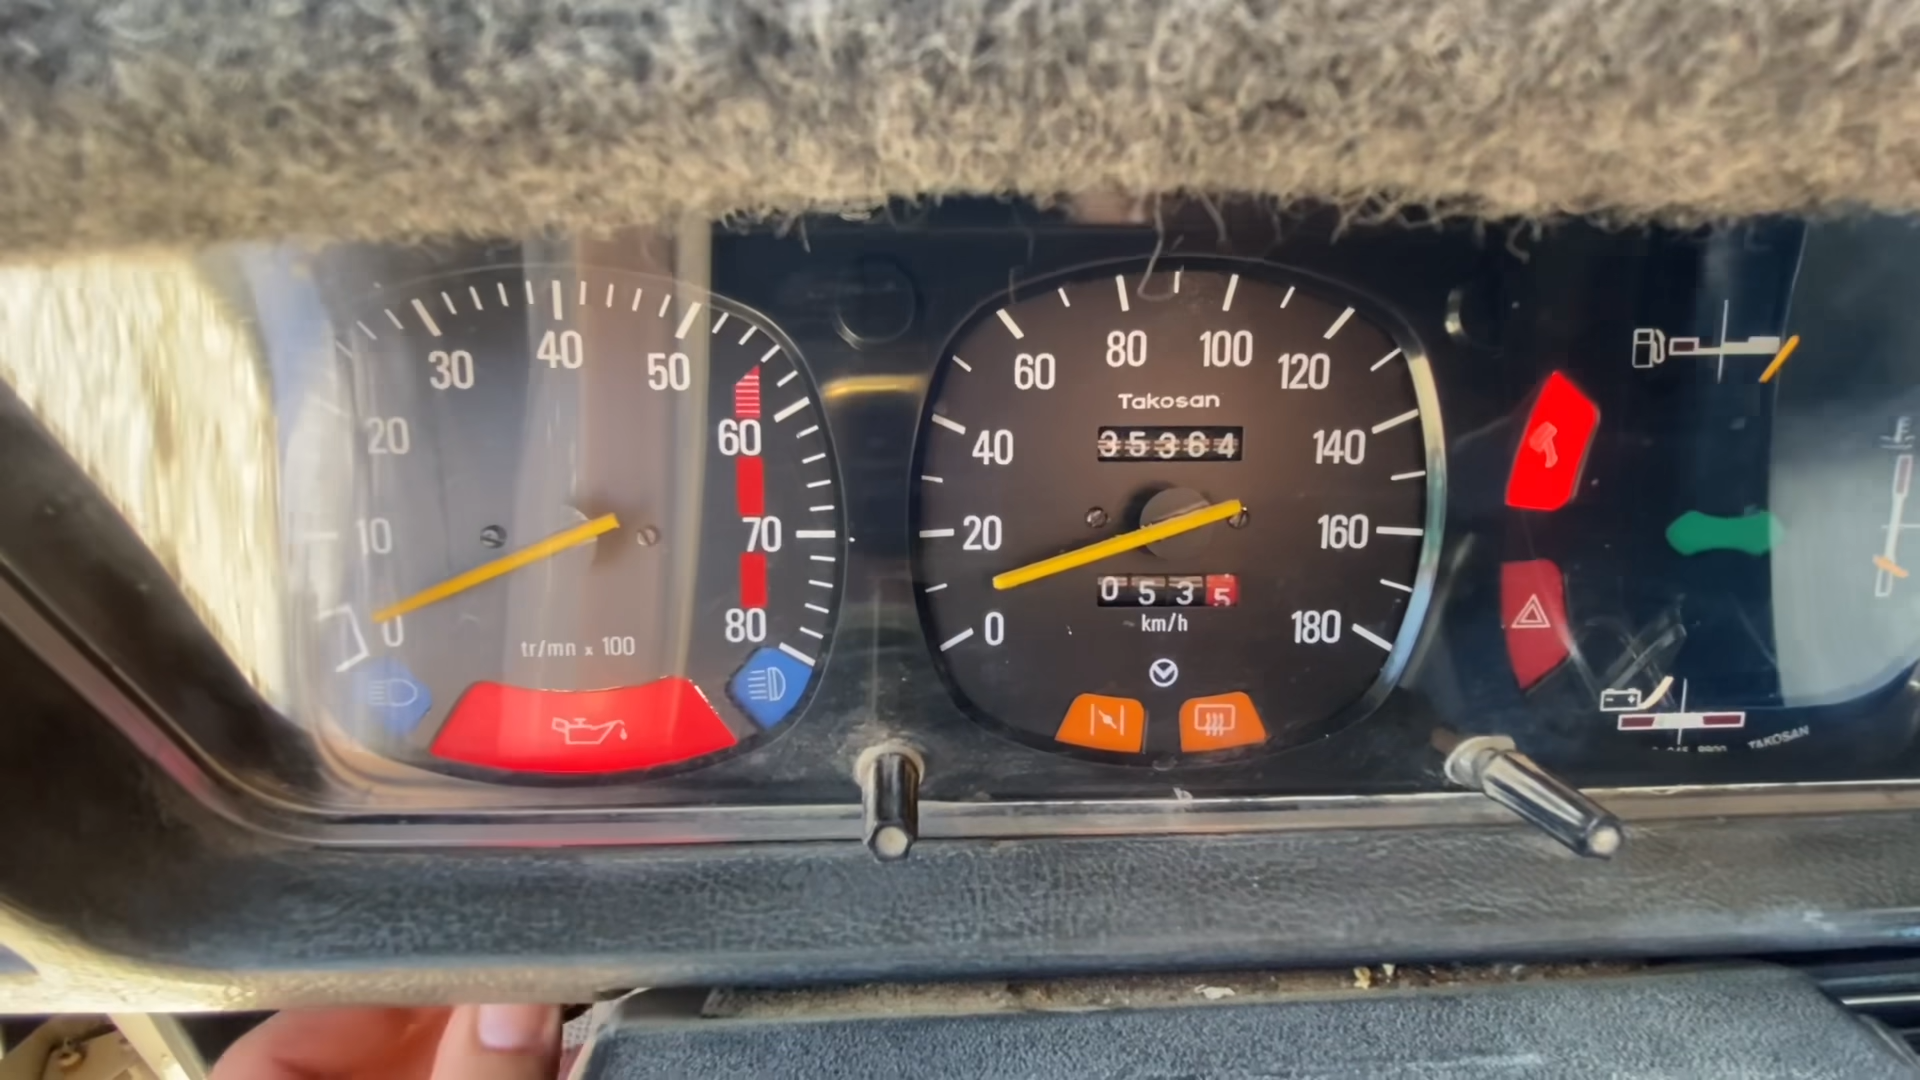 30 40 50
20 60
10 70
0 80
tr/mn x 100
60 80 100 120
Takosan
35364
40 140
20 160
0535
km/h
0 180
TAKOSAN